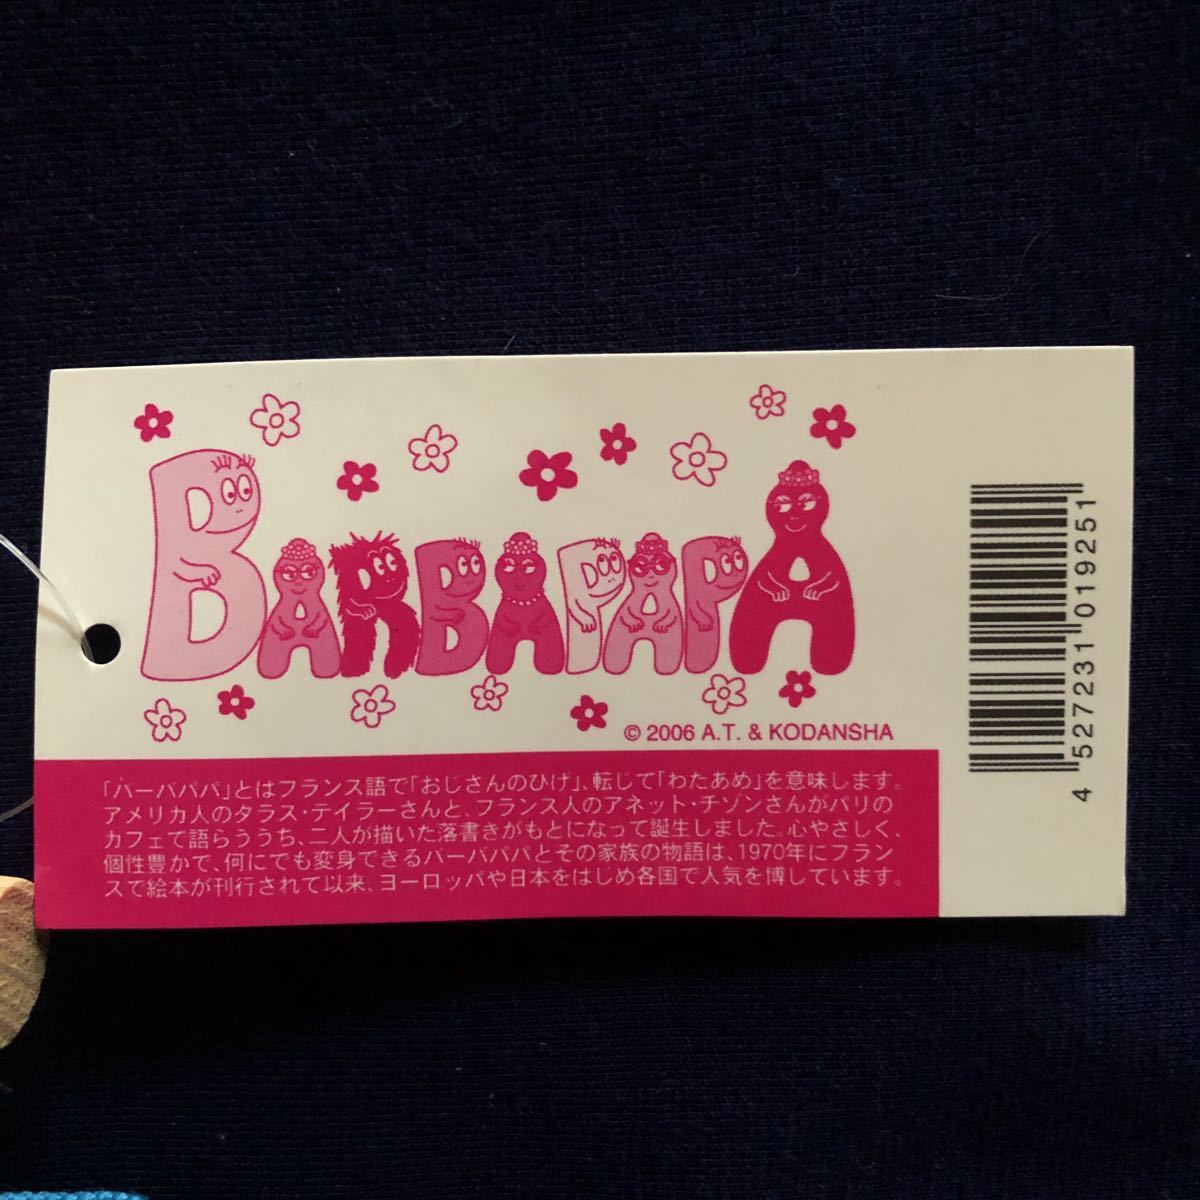 BARBAPAPA
© 2006 A.T. & KODANSHA
「バーバパパ」とはフランス語で「おじさんのひげ」、転じて「わたあめ」を意味します。
アメリカ人のタラス・テイラーさんと、フランス人のアネット・チゾンさんがパリの
カフェで語らううち、二人が描いた落書きがもとになって誕生しました。心やさしく、
個性豊かで、何にでも変身できるバーバパパとその家族の物語は、1970年にフラン
スで絵本が刊行されて以来、ヨーロッパや日本をはじめ各国で人気を博しています。
4 527231 019251